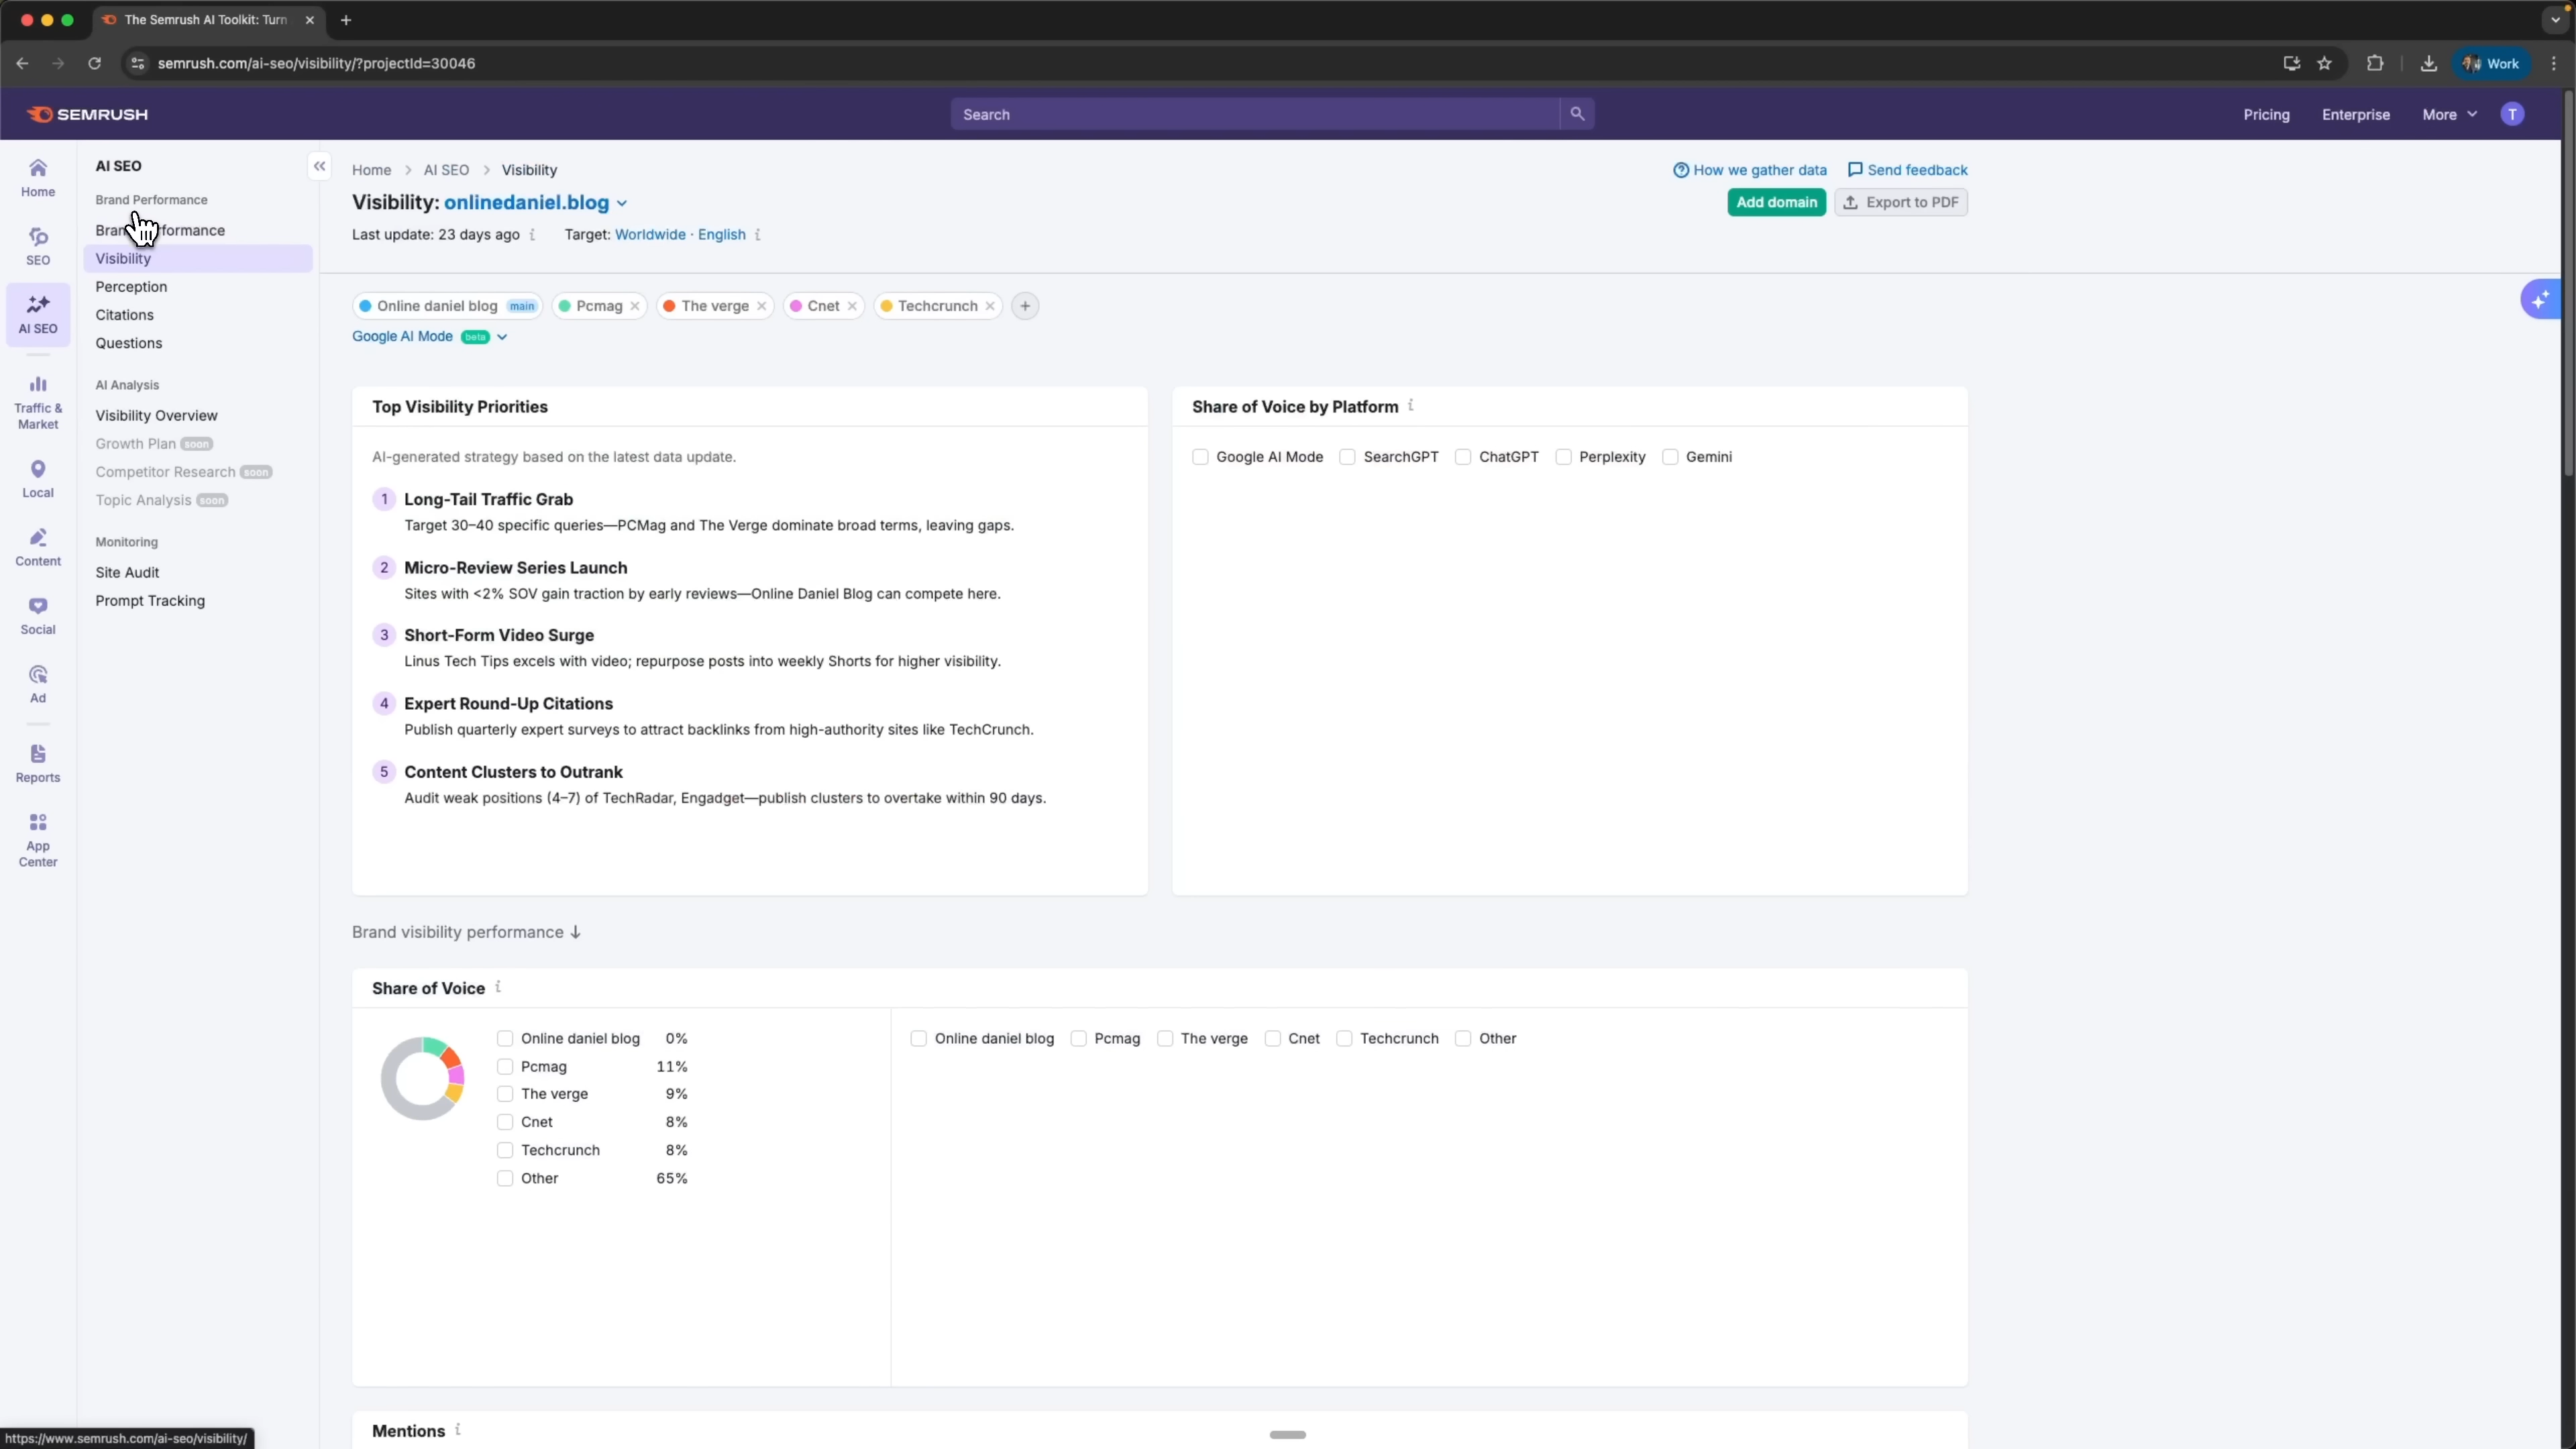 The Semrush AI Toolkit: Turn
semrush.com/ai-seo/visibility/?projectId=30046
Work
SEMRUSH
Search
Pricing
Enterprise
More
T
Home
SEO
AI SEO
Traffic &
Market
Local
Content
Social
Ad
Reports
App
Center
AI SEO
Brand Performance
Visibility
Perception
Citations
Questions
AI Analysis
Visibility Overview
Growth Plan soon
Competitor Research soon
Topic Analysis soon
Monitoring
Site Audit
Prompt Tracking
Home > AI SEO > Visibility
How we gather data
Send feedback
Visibility: onlinedaniel.blog
Add domain
Export to PDF
Last update: 23 days ago
Target: Worldwide · English
Online daniel blog main
Pcmag
The verge
Cnet
Techcrunch
Google AI Mode beta
Top Visibility Priorities
AI-generated strategy based on the latest data update.
1 Long-Tail Traffic Grab
Target 30–40 specific queries—PCMag and The Verge dominate broad terms, leaving gaps.
2 Micro-Review Series Launch
Sites with <2% SOV gain traction by early reviews—Online Daniel Blog can compete here.
3 Short-Form Video Surge
Linus Tech Tips excels with video; repurpose posts into weekly Shorts for higher visibility.
4 Expert Round-Up Citations
Publish quarterly expert surveys to attract backlinks from high-authority sites like TechCrunch.
5 Content Clusters to Outrank
Audit weak positions (4–7) of TechRadar, Engadget—publish clusters to overtake within 90 days.
Share of Voice by Platform
Google AI Mode
SearchGPT
ChatGPT
Perplexity
Gemini
Brand visibility performance ↓
Share of Voice
Online daniel blog 0%
Pcmag 11%
The verge 9%
Cnet 8%
Techcrunch 8%
Other 65%
Online daniel blog
Pcmag
The verge
Cnet
Techcrunch
Other
Mentions
https://www.semrush.com/ai-seo/visibility/